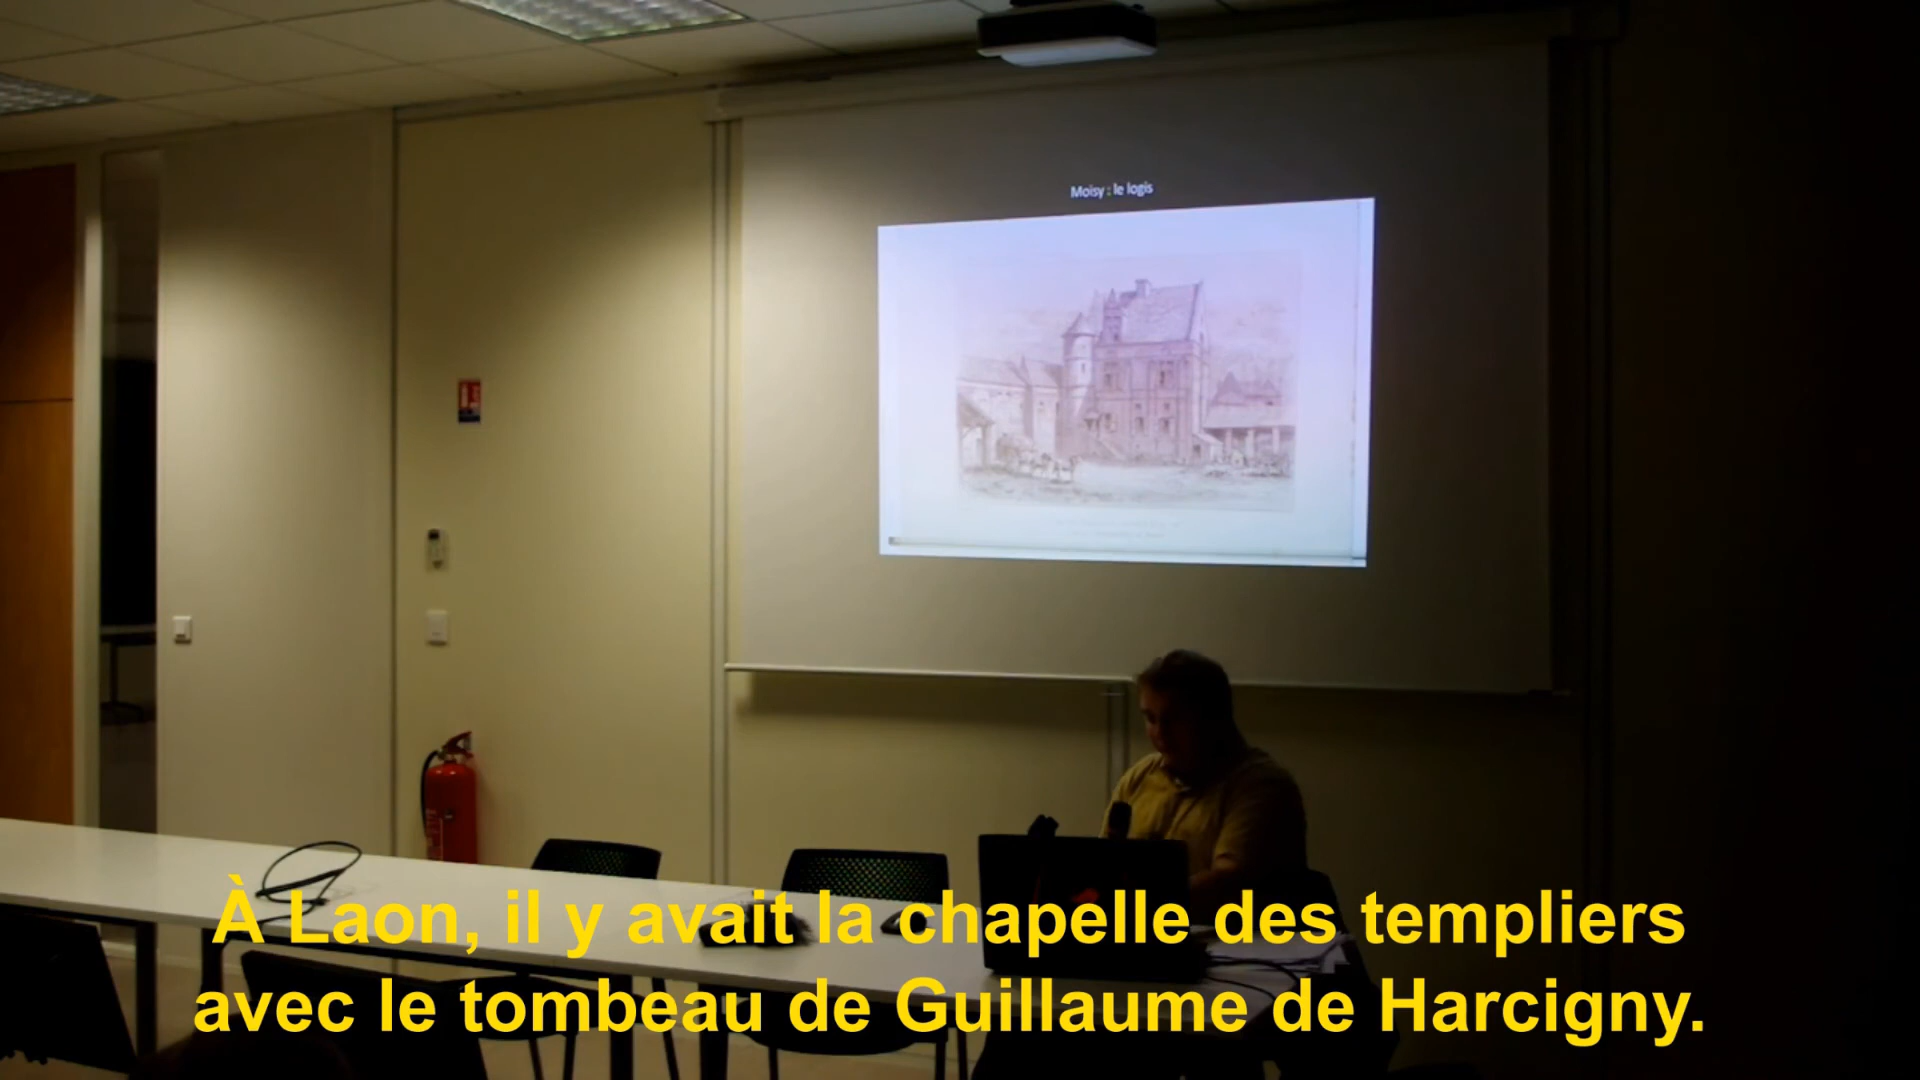 Moisy : le logis
À Laon, il y avait la chapelle des templiers
avec le tombeau de Guillaume de Harcigny.